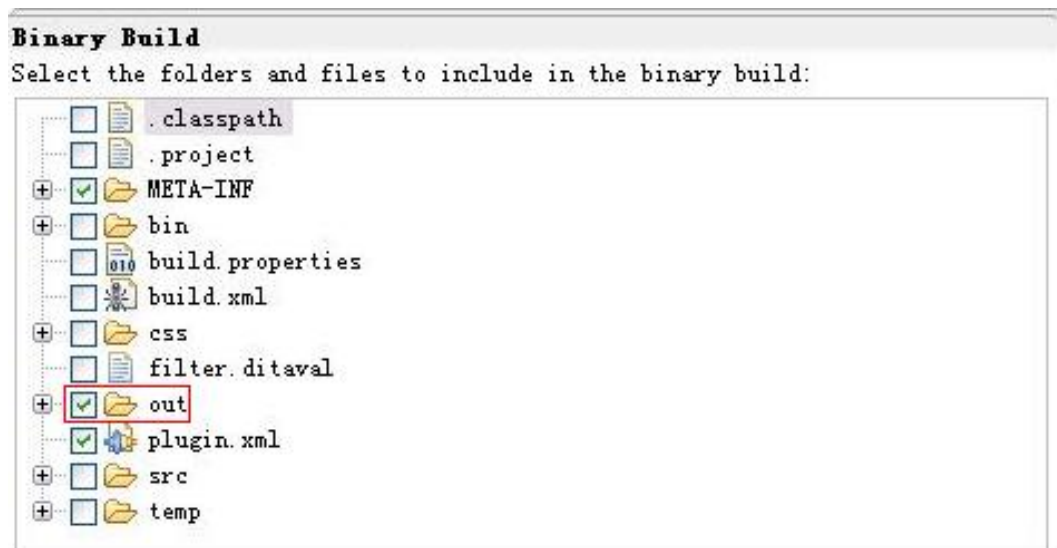 Binary Build
Select the folders and files to include in the binary build:
.classpath
.project
META-INF
bin
build.properties
build.xml
css
filter.ditaval
out
plugin.xml
src
temp